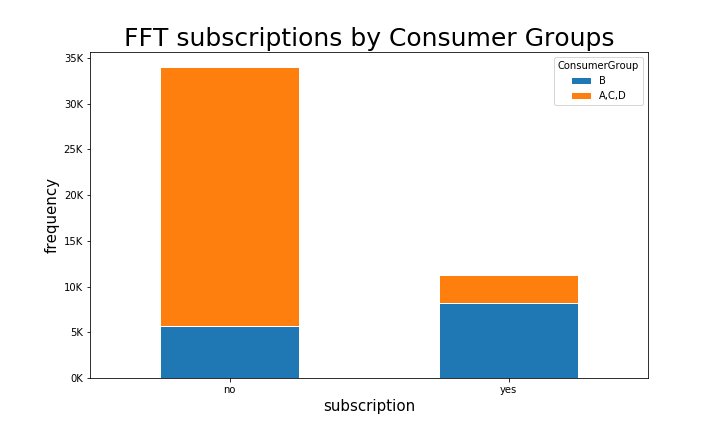 FFT subscriptions by Consumer Groups
ConsumerGroup
B
A,C,D
35K
30K
25K
20K
15K
10K
5K
0K
frequency
no
yes
subscription